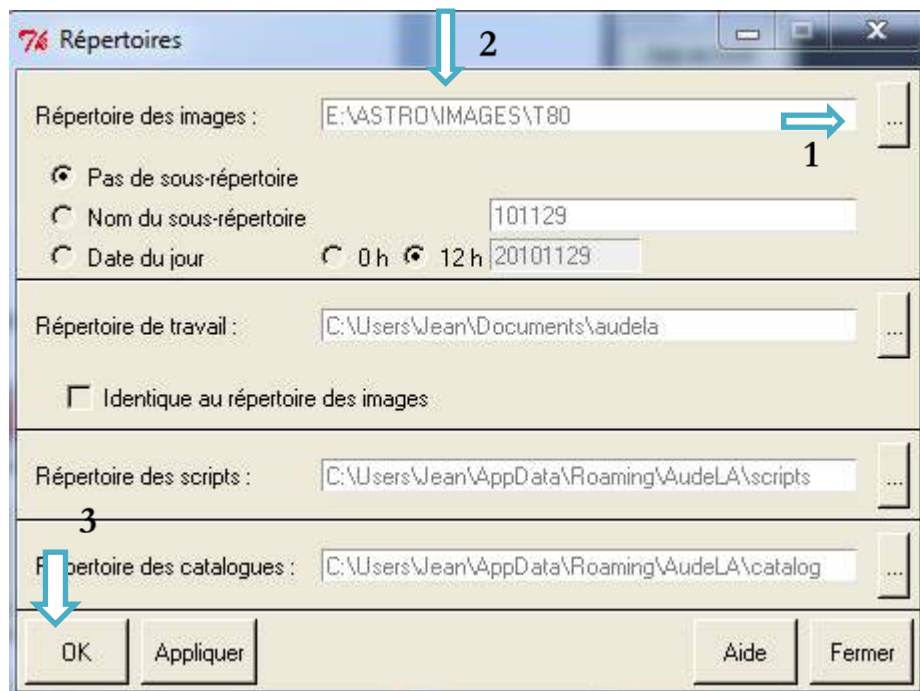 Répertoires
2
Répertoire des images : E:\ASTRO\IMAGES\T80 ...
1
Pas de sous-répertoire
Nom du sous-répertoire 101129
Date du jour 0 h 12 h 20101129
Répertoire de travail : C:\Users\Jean\Documents\audela ...
Identique au répertoire des images
Répertoire des scripts : C:\Users\Jean\AppData\Roaming\AudeLA\scripts ...
3
Répertoire des catalogues : C:\Users\Jean\AppData\Roaming\AudeLA\catalog ...
OK Appliquer Aide Fermer